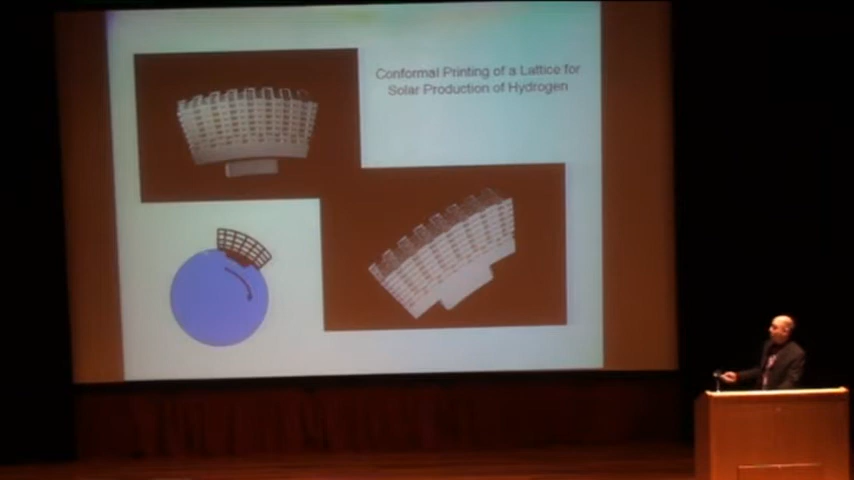 Conformal Printing of a Lattice for
Solar Production of Hydrogen